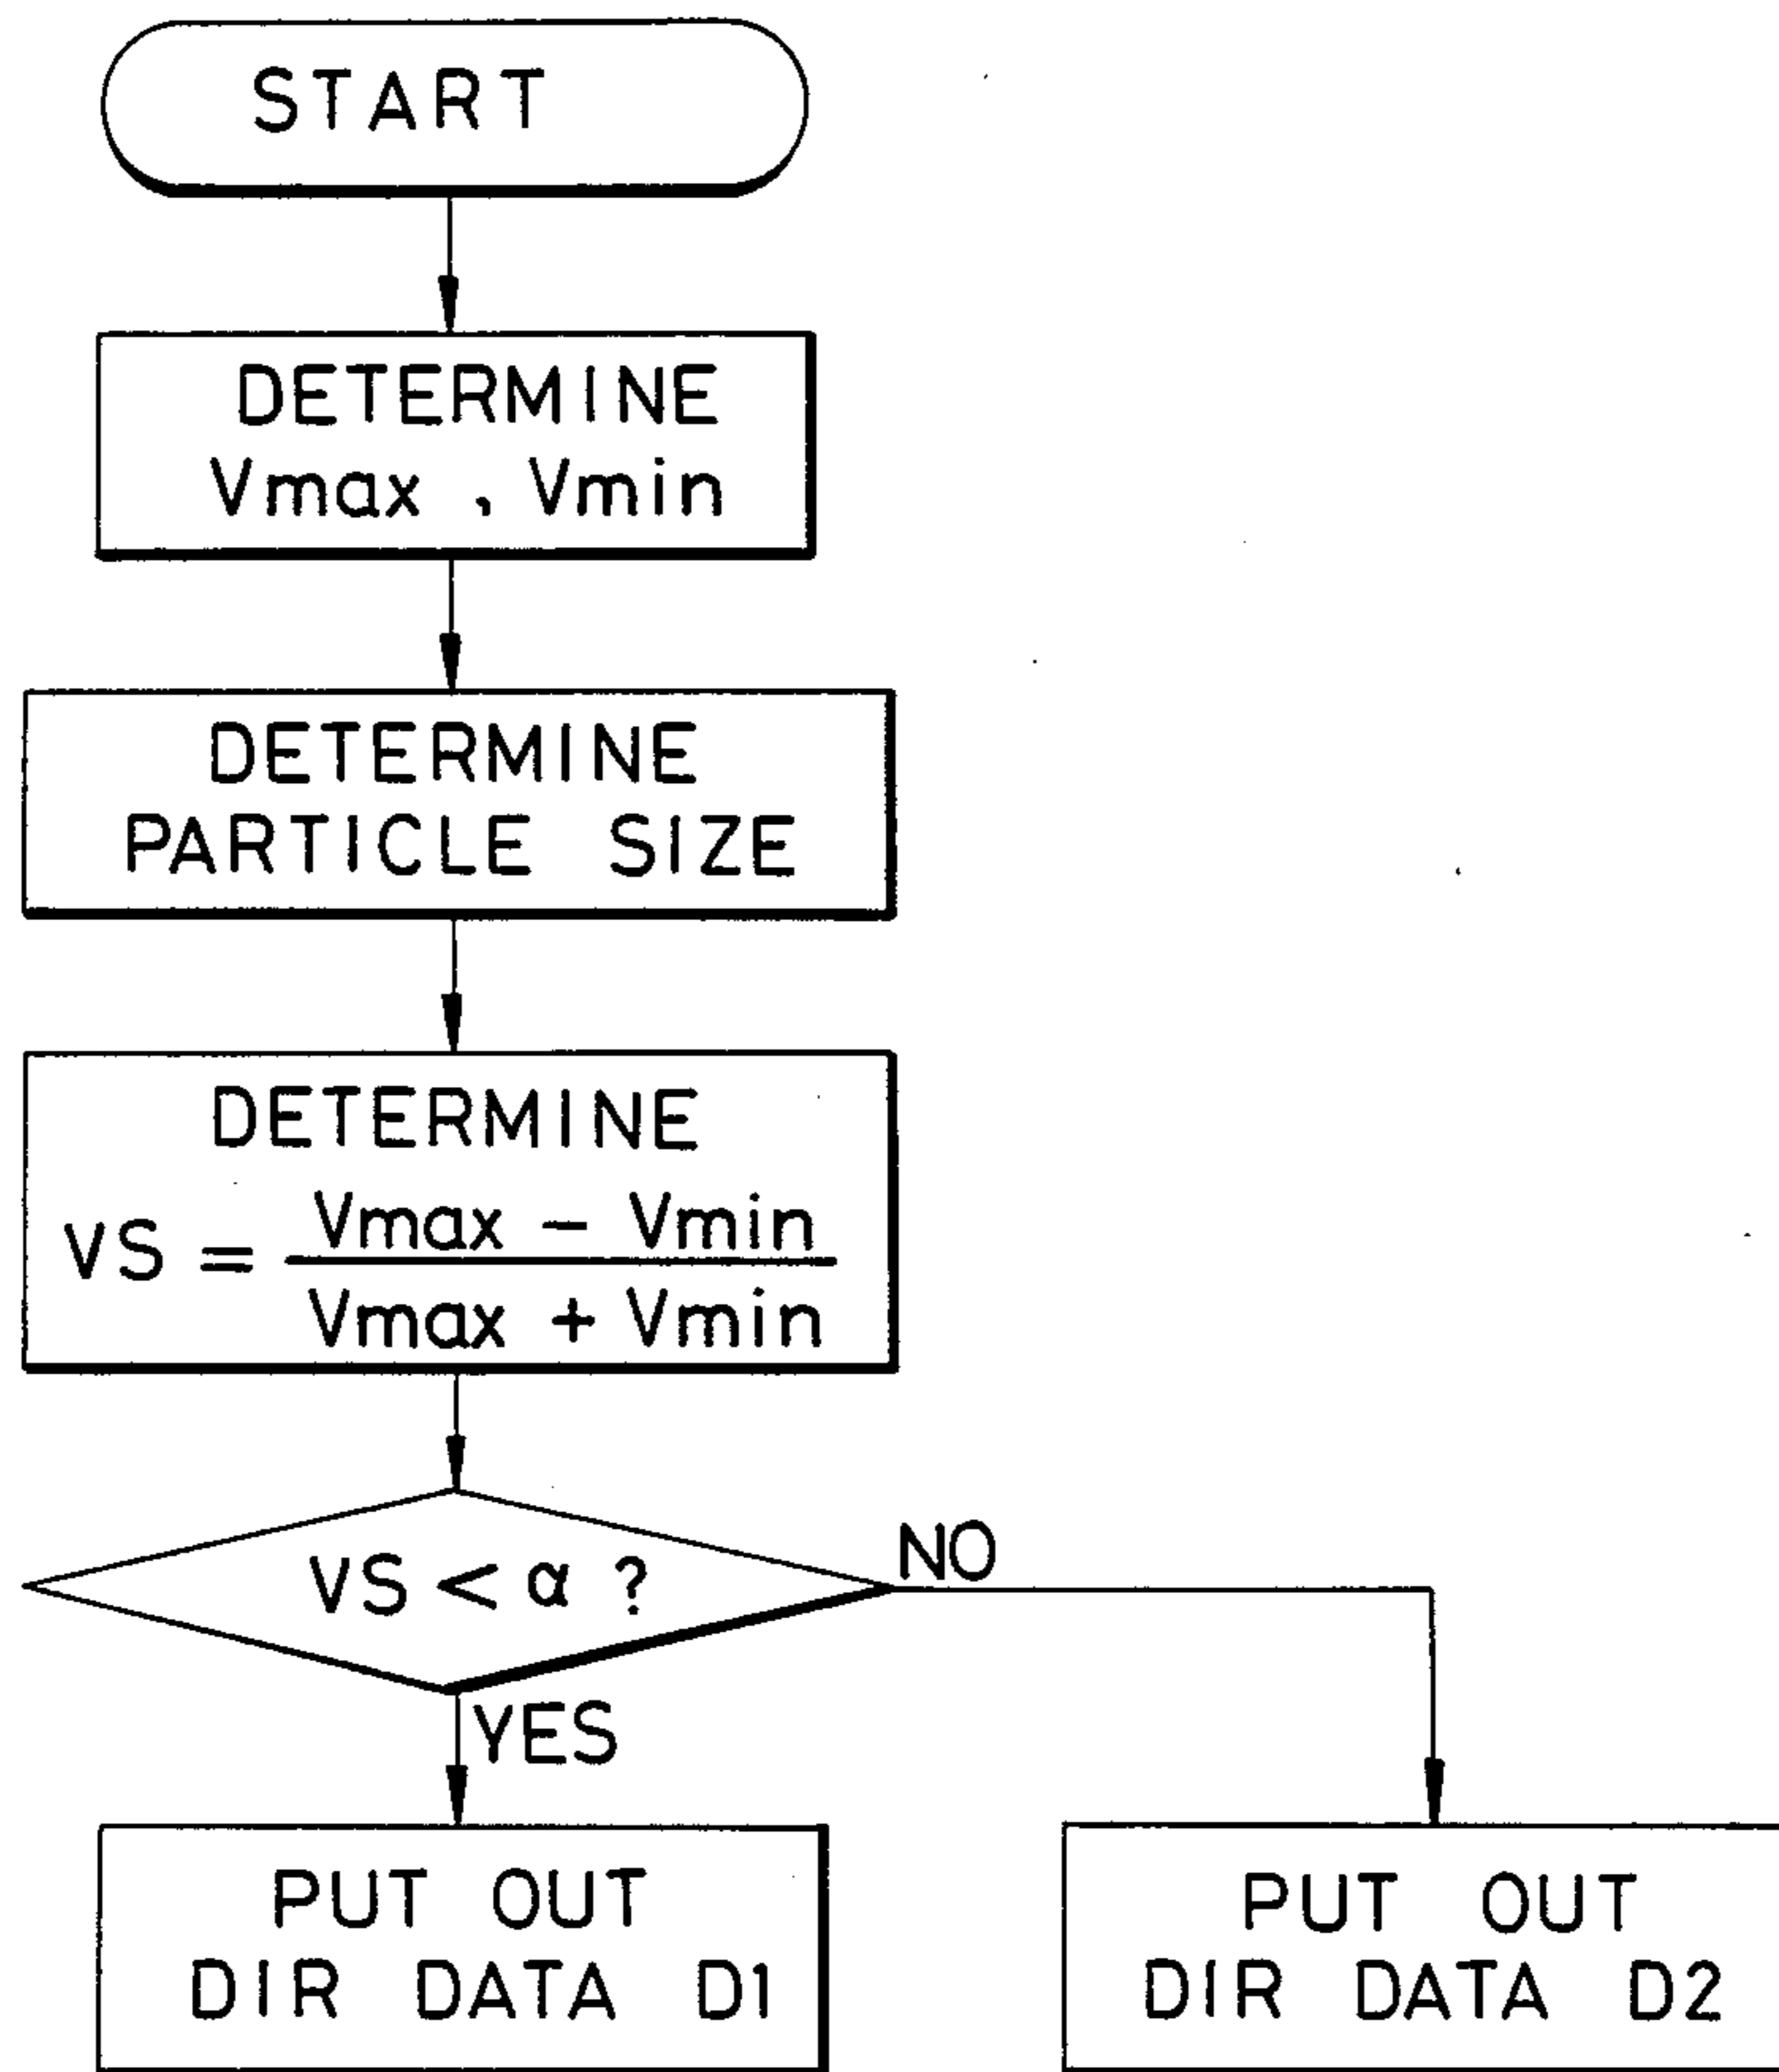 START
DETERMINE
Vmax , Vmin
DETERMINE
PARTICLE SIZE
DETERMINE
VS = Vmax - Vmin
Vmax + Vmin
VS < α ?
NO
YES
PUT OUT
DIR DATA D1
PUT OUT
DIR DATA D2